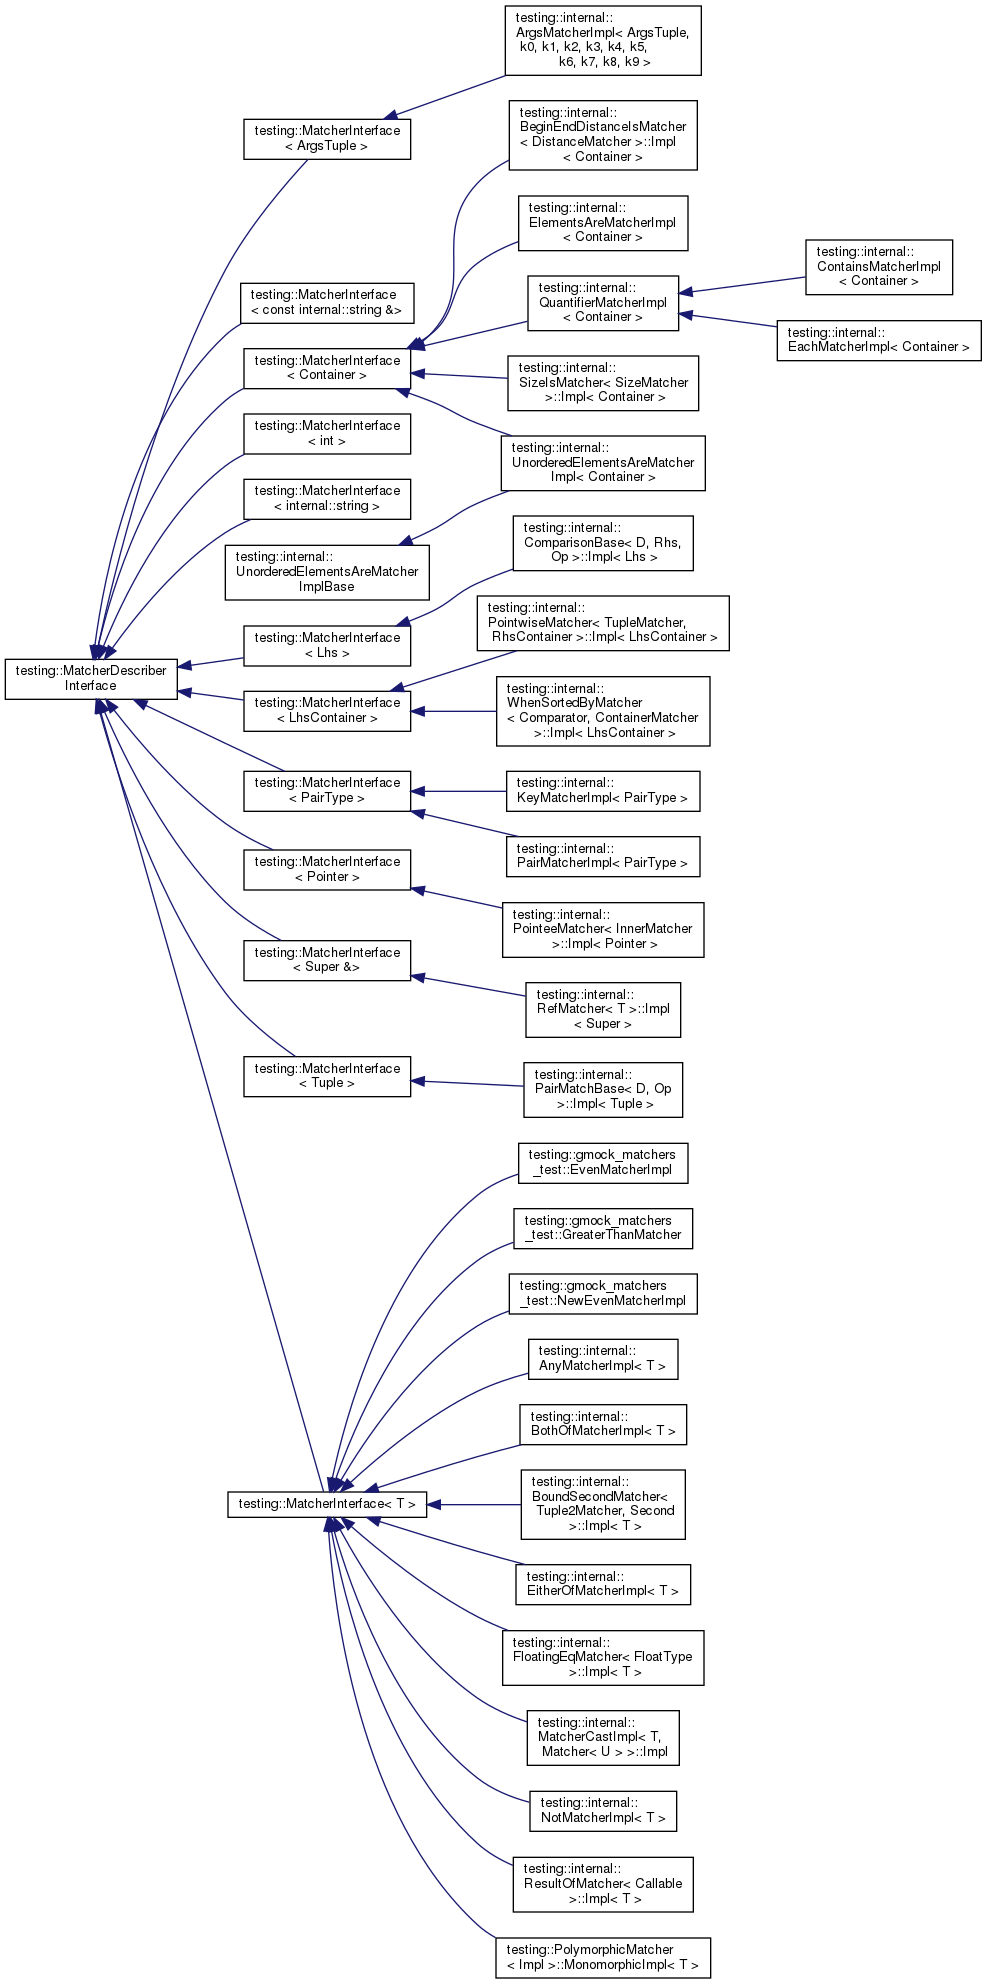 testing::internal::
ArgsMatcherImpl< ArgsTuple,
k0, k1, k2, k3, k4, k5,
k6, k7, k8, k9 >
testing::MatcherInterface
< ArgsTuple >
testing::internal::
BeginEndDistanceIsMatcher
< DistanceMatcher >::Impl
< Container >
testing::internal::
ElementsAreMatcherImpl
< Container >
testing::internal::
ContainsMatcherImpl
< Container >
testing::MatcherInterface
< const internal::string &>
testing::internal::
QuantifierMatcherImpl
< Container >
testing::internal::
EachMatcherImpl< Container >
testing::MatcherInterface
< Container >
testing::internal::
SizeIsMatcher< SizeMatcher
>::Impl< Container >
testing::MatcherInterface
< int >
testing::internal::
UnorderedElementsAreMatcher
Impl< Container >
testing::MatcherInterface
< internal::string >
testing::internal::
UnorderedElementsAreMatcher
ImplBase
testing::internal::
ComparisonBase< D, Rhs,
Op >::Impl< Lhs >
testing::MatcherInterface
< Lhs >
testing::internal::
PointwiseMatcher< TupleMatcher,
RhsContainer >::Impl< LhsContainer >
testing::MatcherDescriber
Interface
testing::MatcherInterface
< LhsContainer >
testing::internal::
WhenSortedByMatcher
< Comparator, ContainerMatcher
>::Impl< LhsContainer >
testing::MatcherInterface
< PairType >
testing::internal::
KeyMatcherImpl< PairType >
testing::internal::
PairMatcherImpl< PairType >
testing::MatcherInterface
< Pointer >
testing::internal::
PointeeMatcher< InnerMatcher
>::Impl< Pointer >
testing::MatcherInterface
< Super &>
testing::internal::
RefMatcher< T >::Impl
< Super >
testing::MatcherInterface
< Tuple >
testing::internal::
PairMatchBase< D, Op
>::Impl< Tuple >
testing::gmock_matchers
_test::EvenMatcherImpl
testing::gmock_matchers
_test::GreaterThanMatcher
testing::gmock_matchers
_test::NewEvenMatcherImpl
testing::internal::
AnyMatcherImpl< T >
testing::internal::
BothOfMatcherImpl< T >
testing::MatcherInterface< T >
testing::internal::
BoundSecondMatcher<
Tuple2Matcher, Second
>::Impl< T >
testing::internal::
EitherOfMatcherImpl< T >
testing::internal::
FloatingEqMatcher< FloatType
>::Impl< T >
testing::internal::
MatcherCastImpl< T,
Matcher< U > >::Impl
testing::internal::
NotMatcherImpl< T >
testing::internal::
ResultOfMatcher< Callable
>::Impl< T >
testing::PolymorphicMatcher
< Impl >::MonomorphicImpl< T >